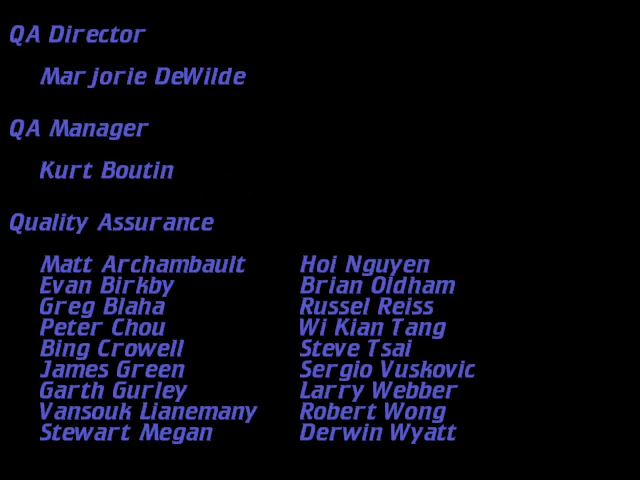 QA Director
Marjorie DeWilde
QA Manager
Kurt Boutin
Quality Assurance
Matt Archambault
Evan Birkby
Greg Blaha
Peter Chou
Bing Crowell
James Green
Garth Gurley
Vansouk Lianemany
Stewart Megan
Hoi Nguyen
Brian Oldham
Russel Reiss
Wi Kian Tang
Steve Tsai
Sergio Vuskovic
Larry Webber
Robert Wong
Derwin Wyatt